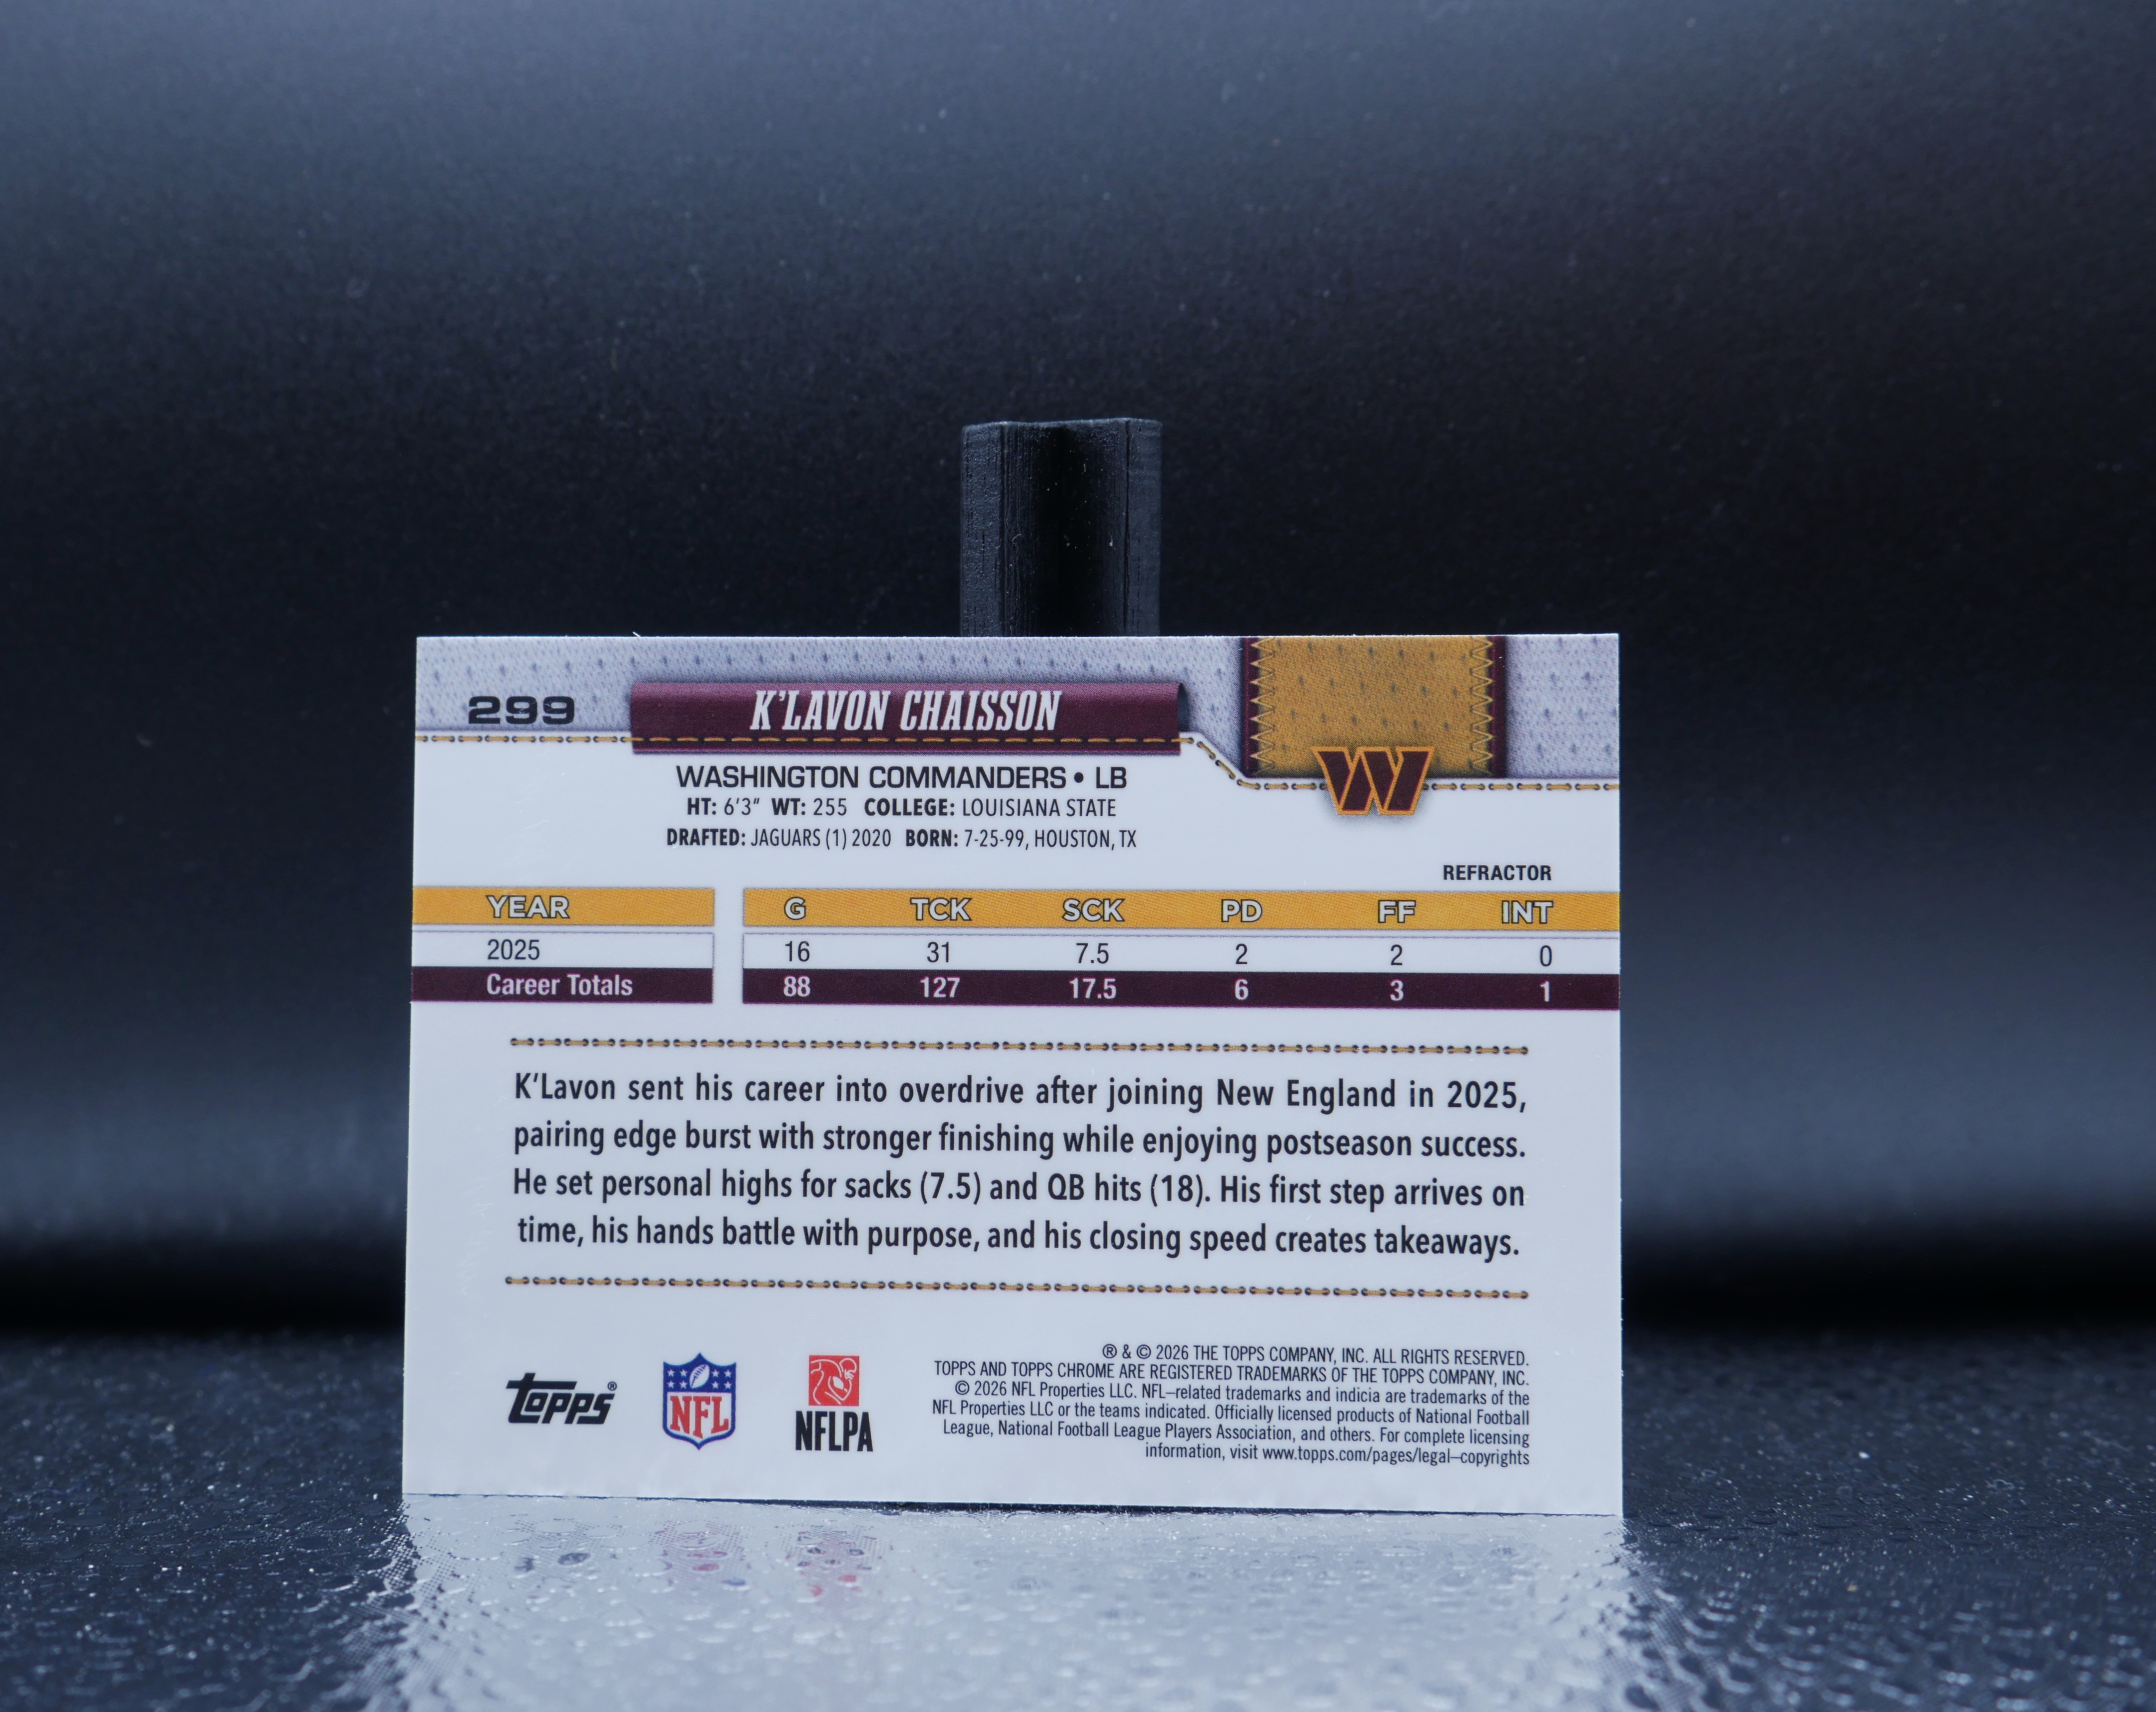 299
K'LAVON CHAISSON
WASHINGTON COMMANDERS • LB
HT: 6'3" WT: 255 COLLEGE: LOUISIANA STATE
DRAFTED: JAGUARS (1) 2020 BORN: 7-25-99, HOUSTON, TX
W
REFRACTOR
YEAR G TCK SCK PD FF INT
2025 16 31 7.5 2 2 0
Career Totals 88 127 17.5 6 3 1
K'Lavon sent his career into overdrive after joining New England in 2025,
pairing edge burst with stronger finishing while enjoying postseason success.
He set personal highs for sacks (7.5) and QB hits (18). His first step arrives on
time, his hands battle with purpose, and his closing speed creates takeaways.
topps®
NFL
NFLPA
® & © 2026 THE TOPPS COMPANY, INC. ALL RIGHTS RESERVED.
TOPPS AND TOPPS CHROME ARE REGISTERED TRADEMARKS OF THE TOPPS COMPANY, INC.
© 2026 NFL Properties LLC. NFL–related trademarks and indicia are trademarks of the
NFL Properties LLC or the teams indicated. Officially licensed products of National Football
League, National Football League Players Association, and others. For complete licensing
information, visit www.topps.com/pages/legal–copyrights